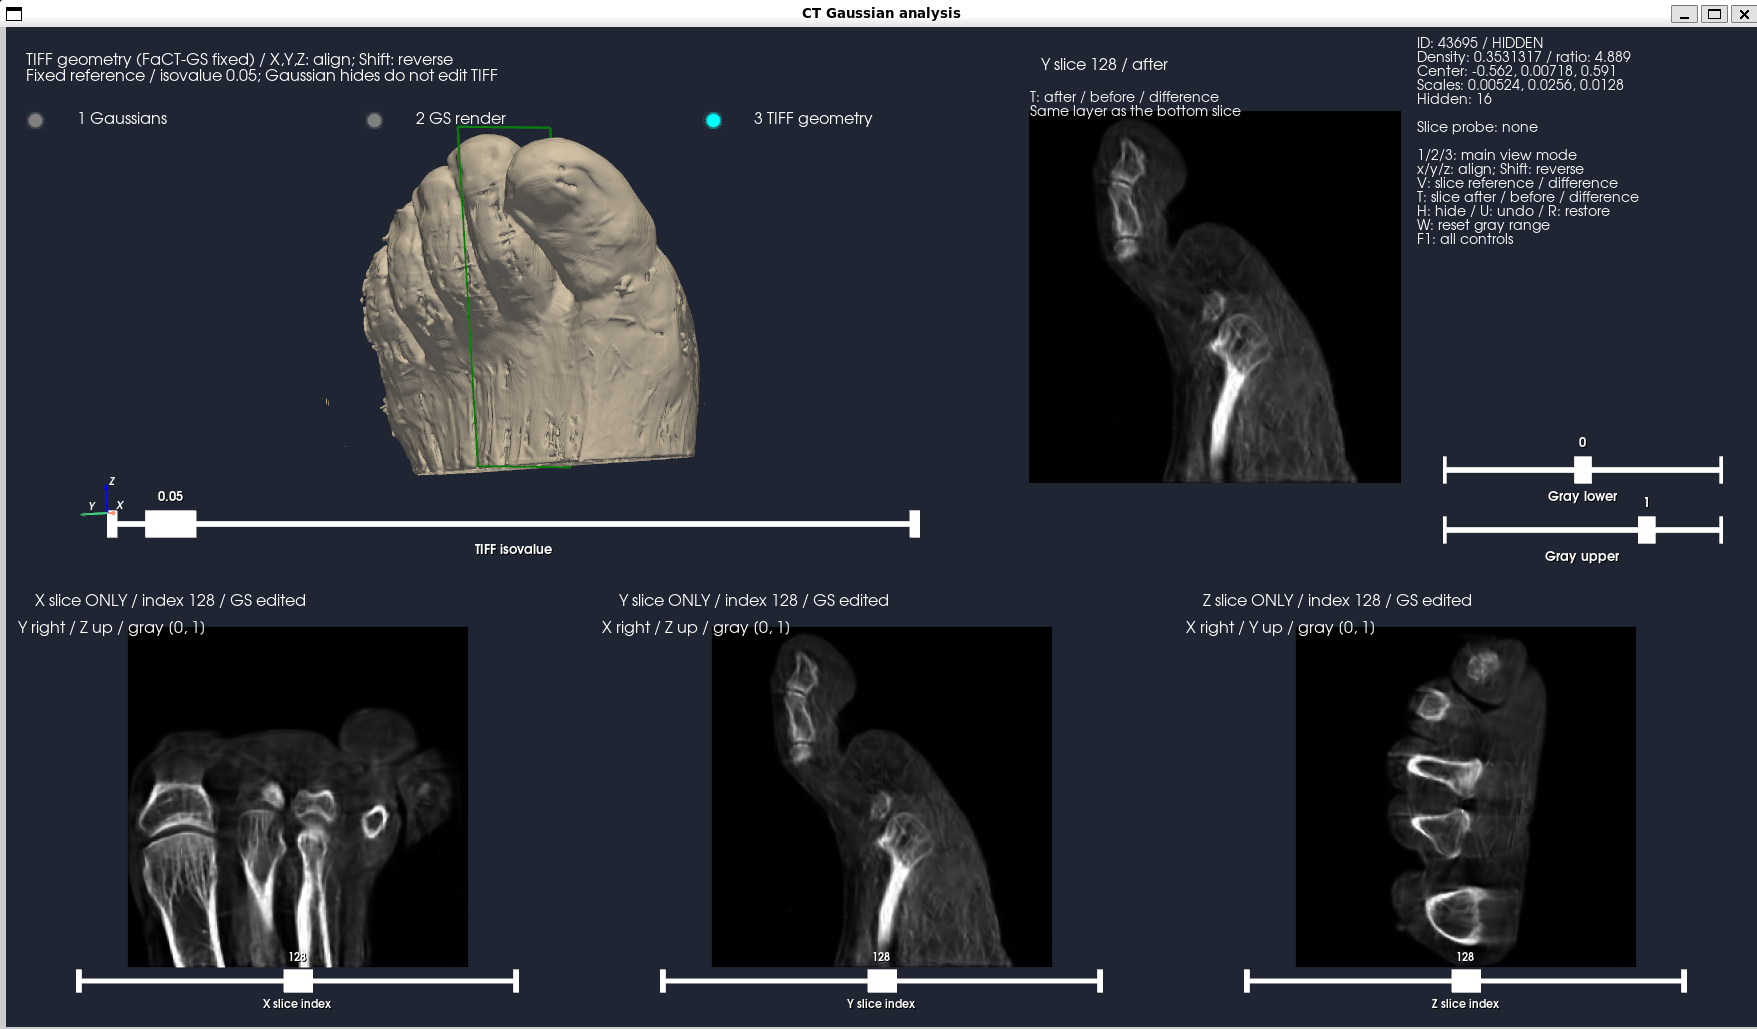 CT Gaussian analysis
TIFF geometry (FaCT-GS fixed) / X,Y,Z: align; Shift: reverse
Fixed reference / isovalue 0.05; Gaussian hides do not edit TIFF
1 Gaussians
2 GS render
3 TIFF geometry
Z
Y
X
0.05
TIFF isovalue
Y slice 128 / after
T: after / before / difference
Same layer as the bottom slice
ID: 43695 / HIDDEN
Density: 0.3531317 / ratio: 4.889
Center: -0.562, 0.00718, 0.591
Scales: 0.00524, 0.0256, 0.0128
Hidden: 16
Slice probe: none
1/2/3: main view mode
x/y/z: align; Shift: reverse
V: slice reference / difference
T: slice after / before / difference
H: hide / U: undo / R: restore
W: reset gray range
F1: all controls
0
Gray lower
1
Gray upper
X slice ONLY / index 128 / GS edited
Y right / Z up / gray [0, 1]
128
X slice index
Y slice ONLY / index 128 / GS edited
X right / Z up / gray [0, 1]
128
Y slice index
Z slice ONLY / index 128 / GS edited
X right / Y up / gray [0, 1]
128
Z slice index